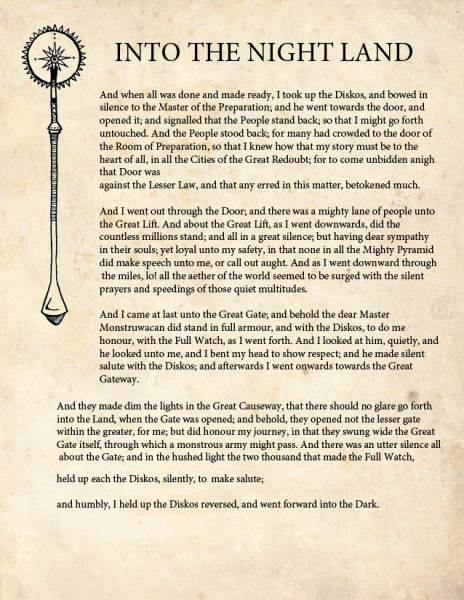 INTO THE NIGHT LAND
And when all was done and made ready, I took up the Diskos, and bowed in
silence to the Master of the Preparation; and he went towards the door, and
opened it; and signalled that the People stand back; so that I might go forth
untouched. And the People stood back; for many had crowded to the door of
the Room of Preparation, so that I knew how that my story must be to the
heart of all, in all the Cities of the Great Redoubt; for to come unbidden anigh
that Door was
against the Lesser Law, and that any erred in this matter, betokened much.
And I went out through the Door; and there was a mighty lane of people unto
the Great Lift. And about the Great Lift, as I went downwards, did the
countless millions stand; and all in a great silence; but having dear sympathy
in their souls; yet loyal unto my safety, in that none in all the Mighty Pyramid
did make speech unto me, or call out aught. And as I went downward through
the miles, lo! all the aether of the world seemed to be surged with the silent
prayers and speedings of those quiet multitudes.
And I came at last unto the Great Gate; and behold the dear Master
Monstruwacan did stand in full armour, and with the Diskos, to do me
honour, with the Full Watch, as I went forth. And I looked at him, quietly, and
he looked unto me, and I bent my head to show respect; and he made silent
salute with the Diskos; and afterwards I went onwards towards the Great
Gateway.
And they made dim the lights in the Great Causeway, that there should no glare go forth
into the Land, when the Gate was opened; and behold, they opened not the lesser gate
within the greater, for me; but did honour my journey, in that they swung wide the Great
Gate itself, through which a monstrous army might pass. And there was an utter silence all
about the Gate; and in the hushed light the two thousand that made the Full Watch,
held up each the Diskos, silently, to make salute;
and humbly, I held up the Diskos reversed, and went forward into the Dark.